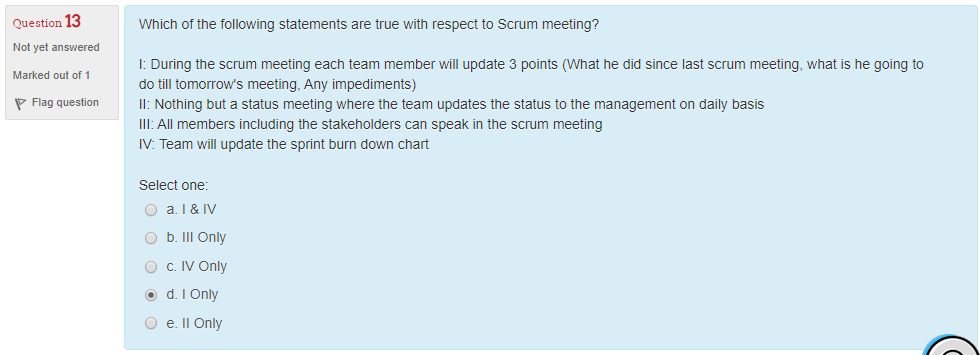 Question 13
Not yet answered
Marked out of 1
Flag question
Which of the following statements are true with respect to Scrum meeting?
I: During the scrum meeting each team member will update 3 points (What he did since last scrum meeting, what is he going to
do till tomorrow's meeting, Any impediments)
II: Nothing but a status meeting where the team updates the status to the management on daily basis
III: All members including the stakeholders can speak in the scrum meeting
IV: Team will update the sprint burn down chart
Select one:
a. I & IV
b. III Only
c. IV Only
d. I Only
e. II Only